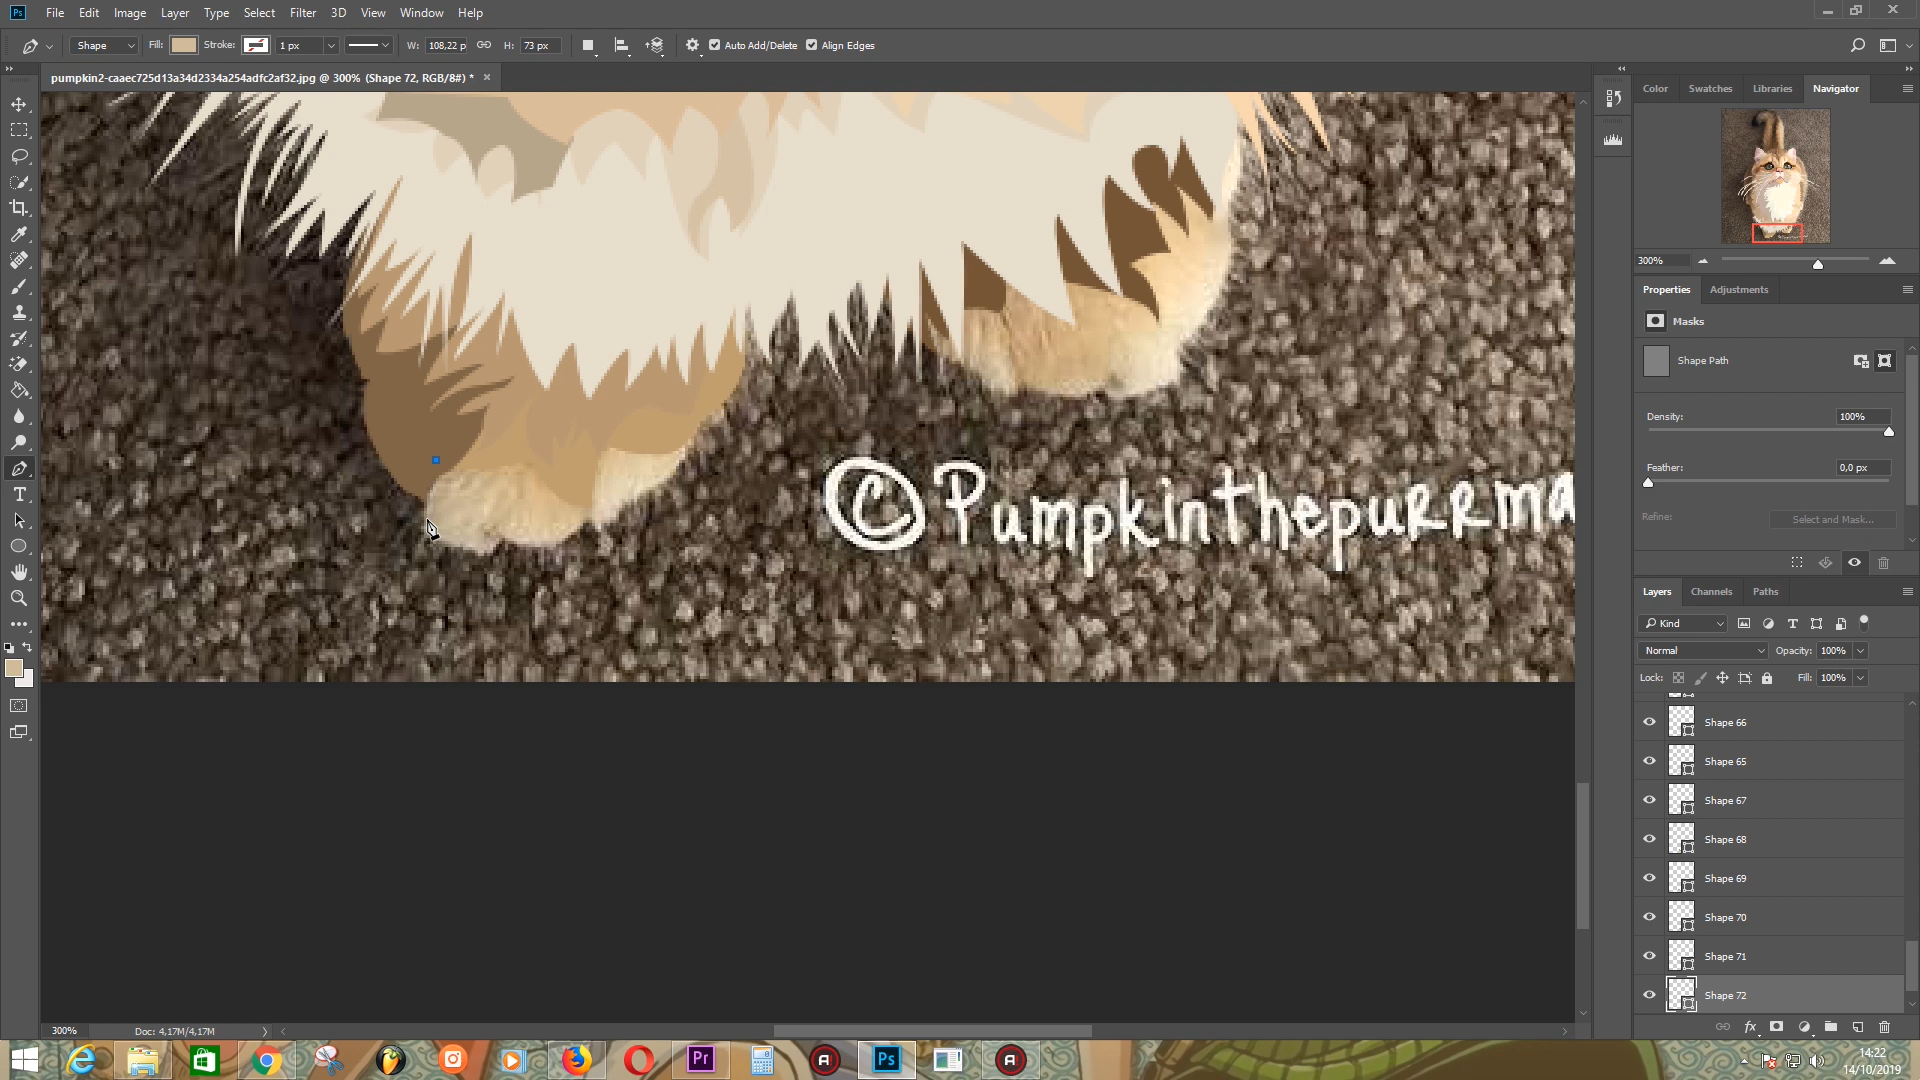 Ps File Edit Image Layer Type Select Filter 3D View Window Help
Shape Fill: Stroke: 1 px W: 108,22 p H: 73 px Auto Add/Delete Align Edges
pumpkin2-caaec725d13a34d2334a254adfc2af32.jpg @ 300% (Shape 72, RGB/8#) * ×
Color Swatches Libraries Navigator
300%
Properties Adjustments
Masks
Shape Path
Density: 100%
Feather: 0,0 px
Refine: Select and Mask...
©Pumpkinthepurrma
Layers Channels Paths
Kind
Normal Opacity: 100%
Lock: Fill: 100%
Shape 66
Shape 65
Shape 67
Shape 68
Shape 69
Shape 70
Shape 71
Shape 72
fx
300% Doc: 4,17M/4,17M
Pr Ps
14:22
14/10/2019